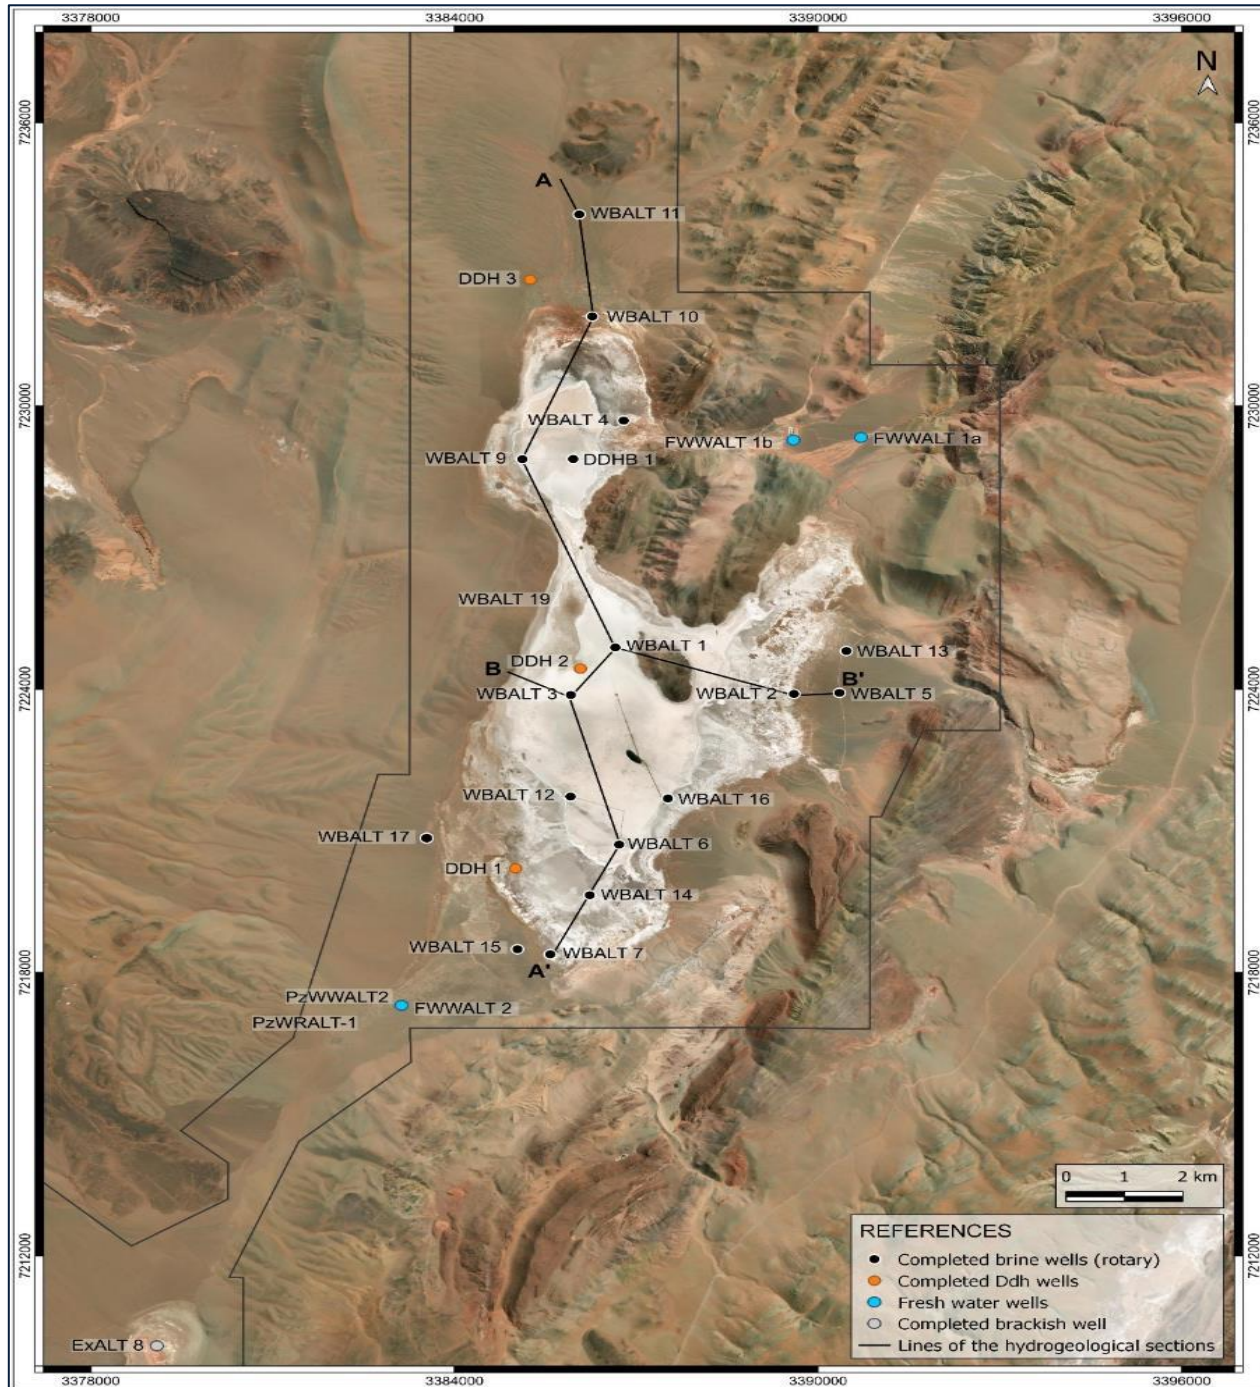 3378000 3384000 3390000 3396000
N
7236000 7236000
A
WBALT 11
DDH 3
WBALT 10
7230000 7230000
WBALT 4
FWWALT 1b
FWWALT 1a
WBALT 9
DDHB 1
WBALT 19
WBALT 1
WBALT 13
DDH 2
B
B'
7224000 7224000
WBALT 3
WBALT 2
WBALT 5
WBALT 12
WBALT 16
WBALT 17
WBALT 6
DDH 1
WBALT 14
WBALT 15
WBALT 7
A'
7218000 7218000
PzWWALT2
FWWALT 2
PzWRALT-1
0 1 2 km
REFERENCES
Completed brine wells (rotary)
7212000 7212000
Completed Ddh wells
Fresh water wells
Completed brackish well
Lines of the hydrogeological sections
ExALT 8
3378000 3384000 3390000 3396000